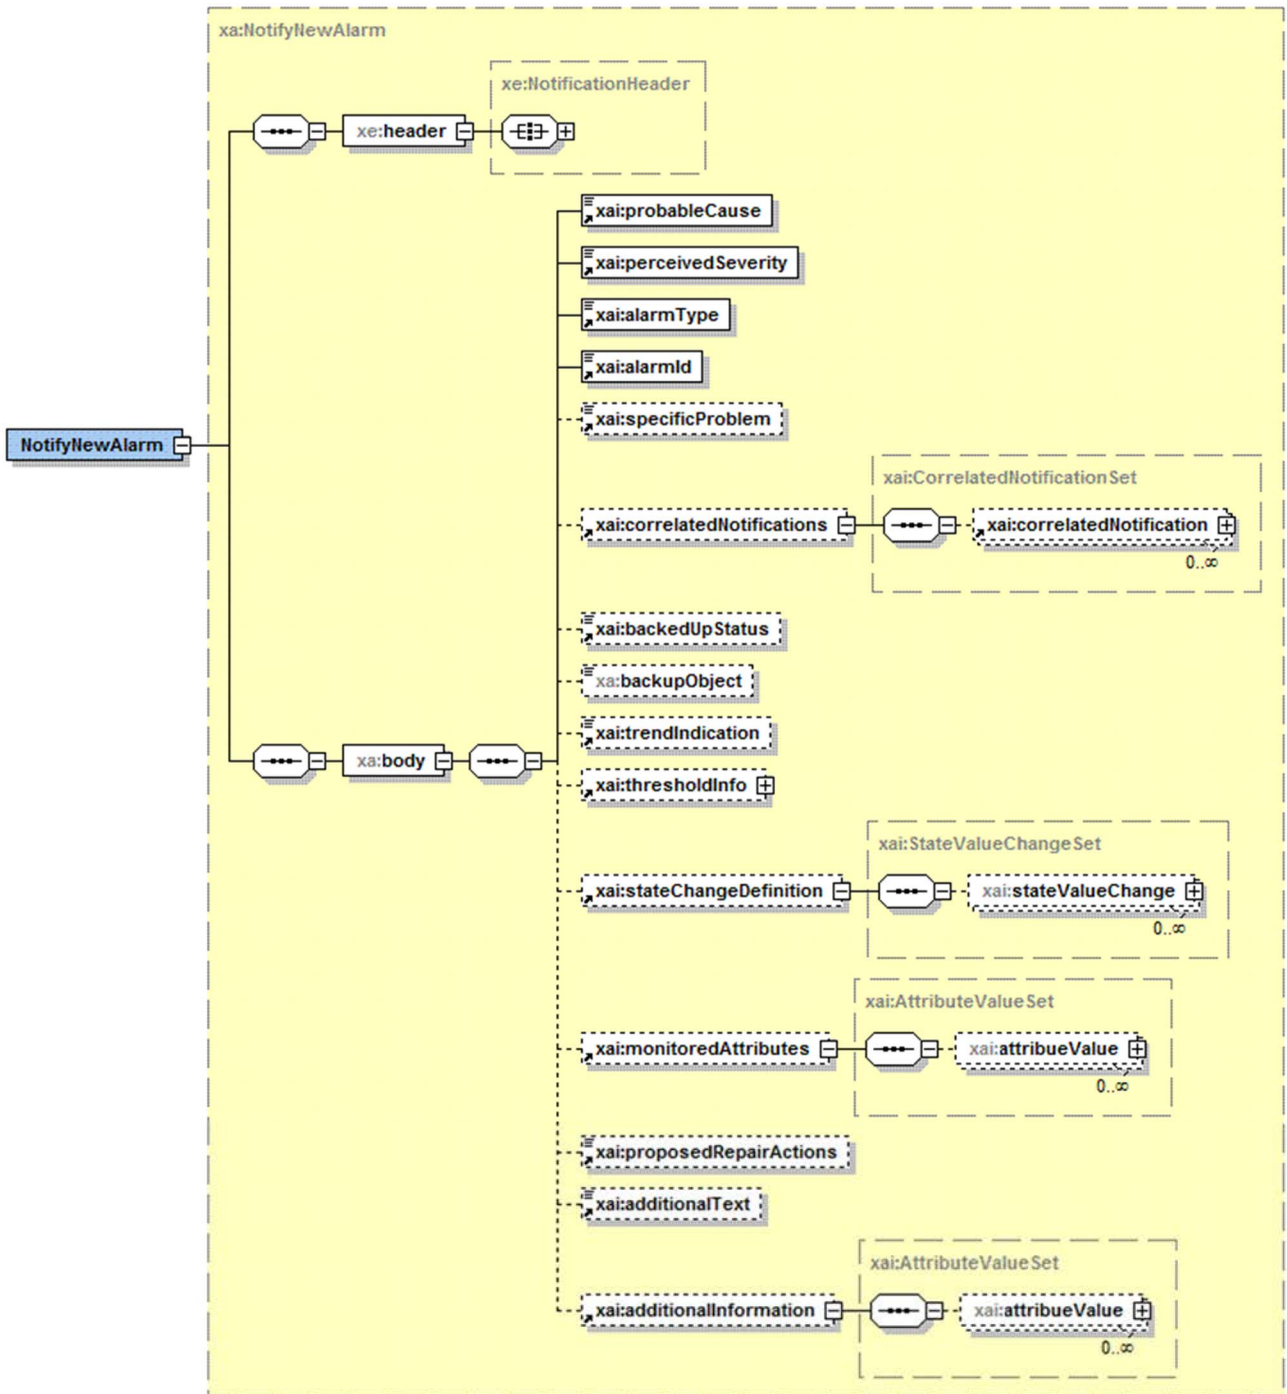 xa:NotifyNewAlarm
xe:NotificationHeader
xe:header
xai:probableCause
xai:perceivedSeverity
xai:alarmType
xai:alarmId
xai:specificProblem
NotifyNewAlarm
xai:CorrelatedNotificationSet
xai:correlatedNotifications
xai:correlatedNotification
0..∞
xai:backedUpStatus
xa:backupObject
xai:trendIndication
xa:body
xai:thresholdInfo
xai:StateValueChangeSet
xai:stateChangeDefinition
xai:stateValueChange
0..∞
xai:AttributeValueSet
xai:monitoredAttributes
xai:attribueValue
0..∞
xai:proposedRepairActions
xai:additionalText
xai:AttributeValueSet
xai:additionalInformation
xai:attribueValue
0..∞